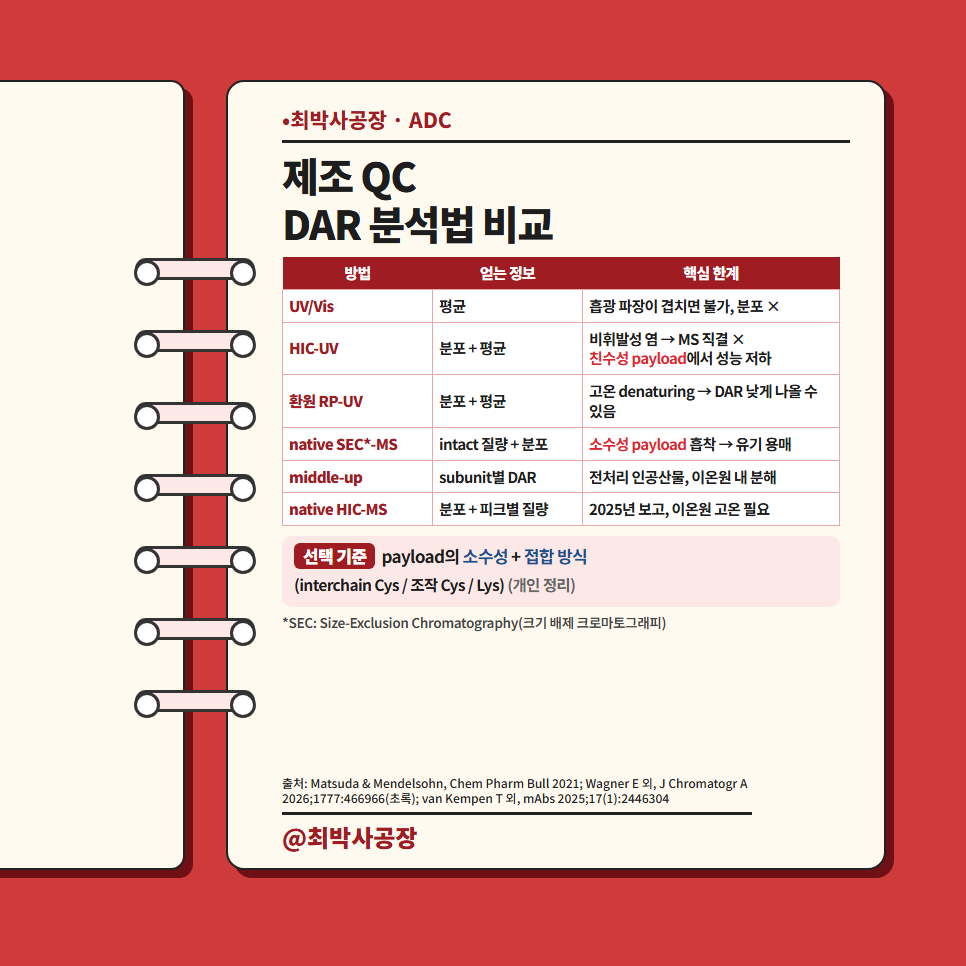 •최박사공장 · ADC
제조 QC
DAR 분석법 비교
방법 얻는 정보 핵심 한계
UV/Vis 평균 흡광 파장이 겹치면 불가, 분포 ×
HIC-UV 분포 + 평균 비휘발성 염 → MS 직결 ×
친수성 payload에서 성능 저하
환원 RP-UV 분포 + 평균 고온 denaturing → DAR 낮게 나올 수
있음
native SEC*-MS intact 질량 + 분포 소수성 payload 흡착 → 유기 용매
middle-up subunit별 DAR 전처리 인공산물, 이온원 내 분해
native HIC-MS 분포 + 피크별 질량 2025년 보고, 이온원 고온 필요
선택 기준 payload의 소수성 + 접합 방식
(interchain Cys / 조작 Cys / Lys) (개인 정리)
*SEC: Size-Exclusion Chromatography(크기 배제 크로마토그래피)
출처: Matsuda & Mendelsohn, Chem Pharm Bull 2021; Wagner E 외, J Chromatogr A
2026;1777:466966(초록); van Kempen T 외, mAbs 2025;17(1):2446304
@최박사공장